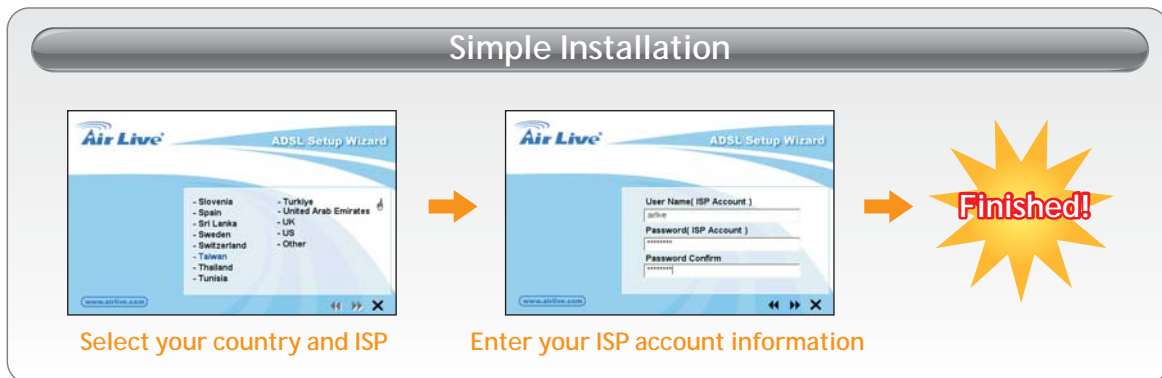 Simple Installation
Air Live
ADSL Setup Wizard
- Slovenia
- Spain
- Sri Lanka
- Sweden
- Switzerland
- Taiwan
- Thailand
- Tunisia
- Turkiye
- United Arab Emirates
- UK
- US
- Other
www.airlive.com
Select your country and ISP
Air Live
ADSL Setup Wizard
User Name( ISP Account )
airlive
Password( ISP Account )
********
Password Confirm
********
www.airlive.com
Enter your ISP account information
Finished!